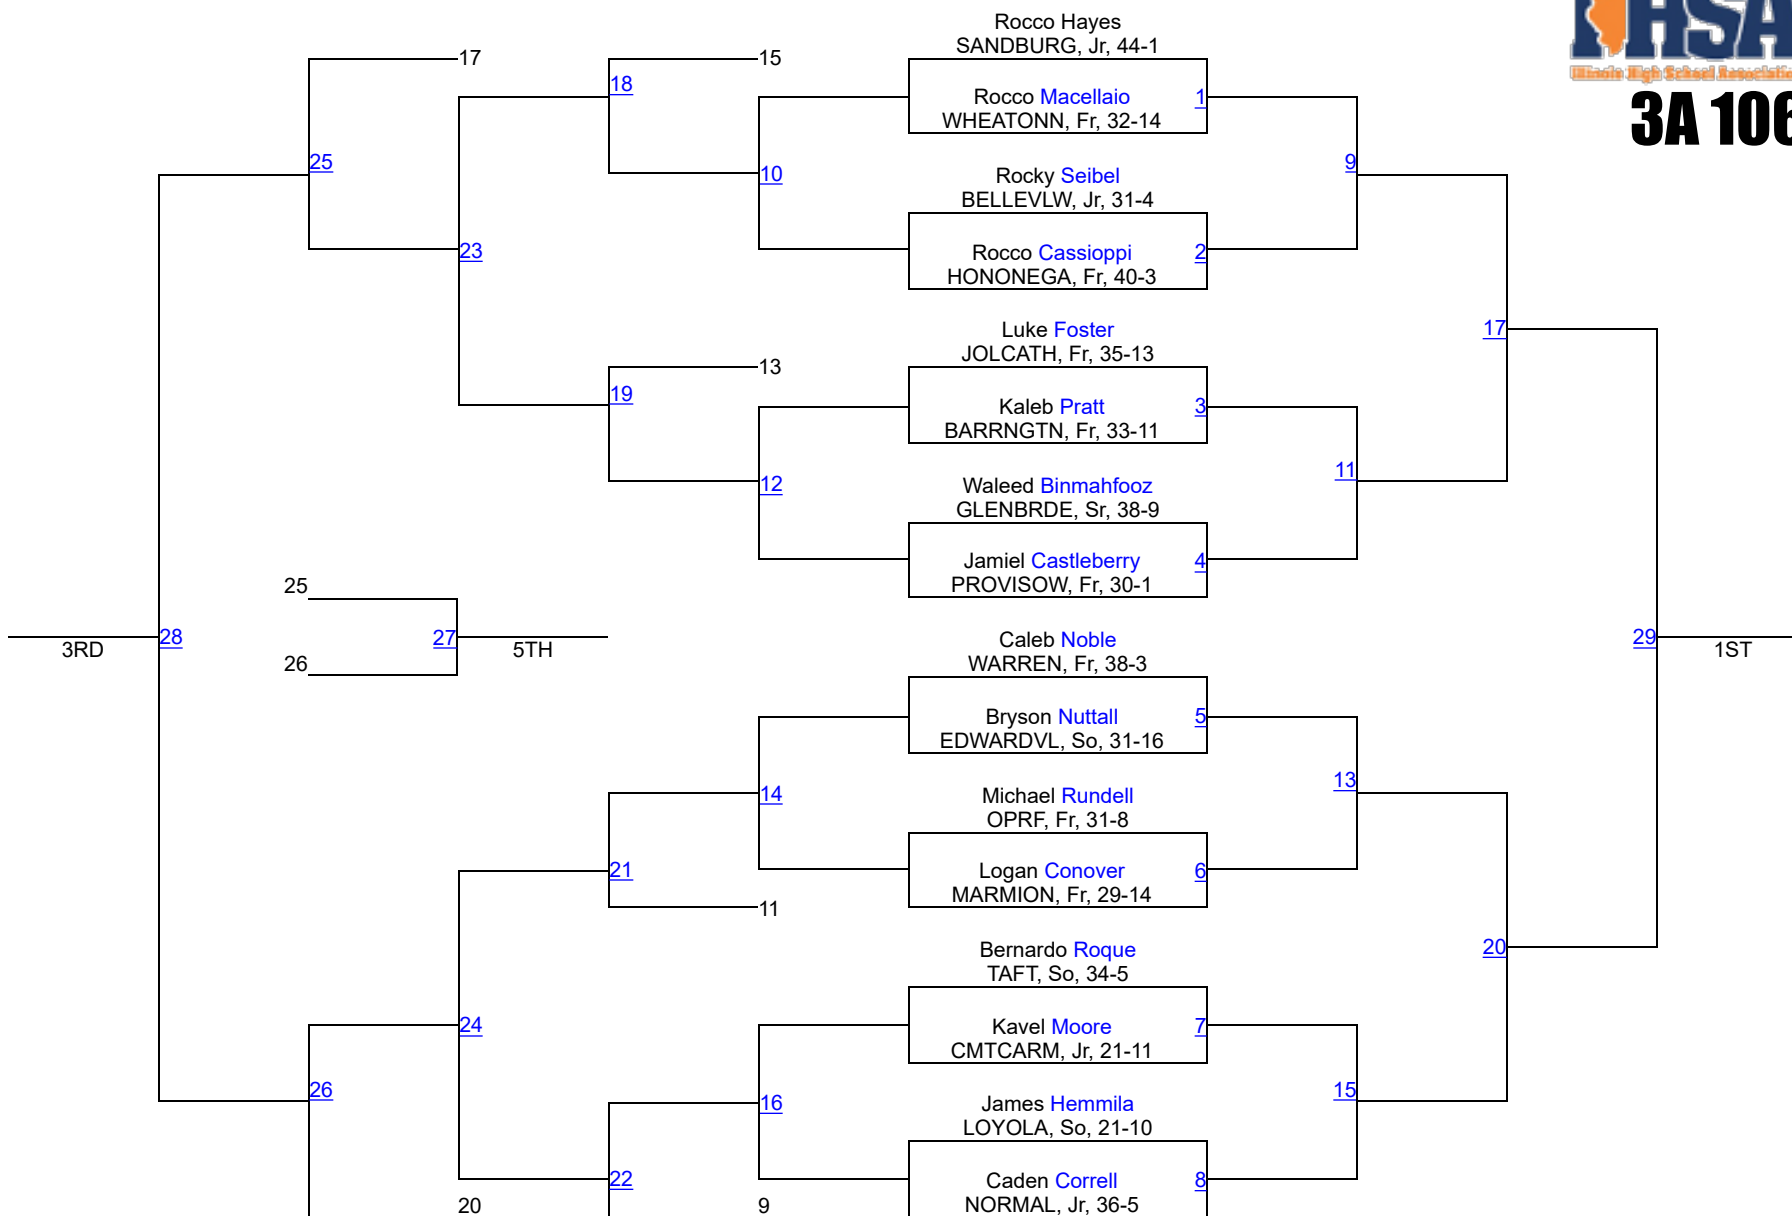 HSA
Illinois High School Association
3A 106
Rocco Hayes
SANDBURG, Jr, 44-1
17
15
18
Rocco Macellaio
1
WHEATONN, Fr, 32-14
25
9
10
Rocky Seibel
BELLEVLW, Jr, 31-4
23
Rocco Cassioppi
2
HONONEGA, Fr, 40-3
Luke Foster
17
JOLCATH, Fr, 35-13
13
19
Kaleb Pratt
3
BARRNGTN, Fr, 33-11
11
12
Waleed Binmahfooz
GLENBRDE, Sr, 38-9
Jamiel Castleberry
4
PROVISOW, Fr, 30-1
25
3RD
28
27
5TH
26
Caleb Noble
29
1ST
WARREN, Fr, 38-3
Bryson Nuttall
5
EDWARDVL, So, 31-16
13
14
Michael Rundell
OPRF, Fr, 31-8
21
Logan Conover
6
MARMION, Fr, 29-14
11
Bernardo Roque
20
TAFT, So, 34-5
24
Kavel Moore
7
CMTCARM, Jr, 21-11
26
15
16
James Hemmila
LOYOLA, So, 21-10
22
Caden Correll
8
20
9
NORMAL, Jr, 36-5